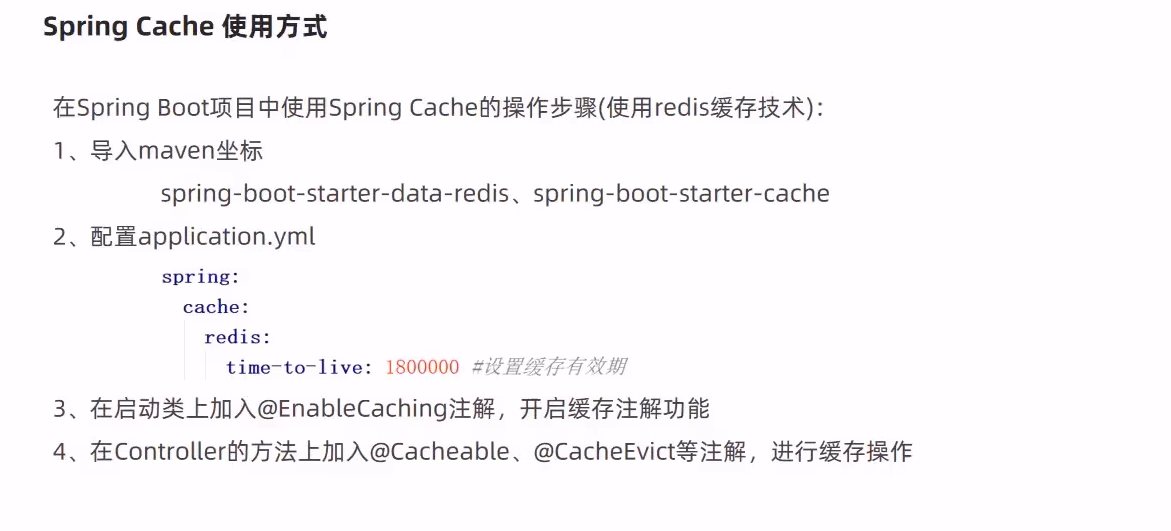 Spring Cache 使用方式
在Spring Boot项目中使用Spring Cache的操作步骤(使用redis缓存技术)：
1、导入maven坐标
spring-boot-starter-data-redis、spring-boot-starter-cache
2、配置application.yml
spring:
cache:
redis:
time-to-live: 1800000 #设置缓存有效期
3、在启动类上加入@EnableCaching注解，开启缓存注解功能
4、在Controller的方法上加入@Cacheable、@CacheEvict等注解，进行缓存操作